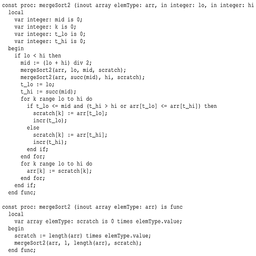 const proc: mergeSort2 (inout array elemType: arr, in integer: lo, in integer: hi
  local
    var integer: mid is 0;
    var integer: k is 0;
    var integer: t_lo is 0;
    var integer: t_hi is 0;
  begin
    if lo < hi then
      mid := (lo + hi) div 2;
      mergeSort2(arr, lo, mid, scratch);
      mergeSort2(arr, succ(mid), hi, scratch);
      t_lo := lo;
      t_hi := succ(mid);
      for k range lo to hi do
        if t_lo <= mid and (t_hi > hi or arr[t_lo] <= arr[t_hi]) then
          scratch[k] := arr[t_lo];
          incr(t_lo);
        else
          scratch[k] := arr[t_hi];
          incr(t_hi);
        end if;
      end for;
      for k range lo to hi do
        arr[k] := scratch[k];
      end for;
    end if;
  end func;
const proc: mergeSort2 (inout array elemType: arr) is func
  local
    var array elemType: scratch is 0 times elemType.value;
  begin
    scratch := length(arr) times elemType.value;
    mergeSort2(arr, 1, length(arr), scratch);
  end func;